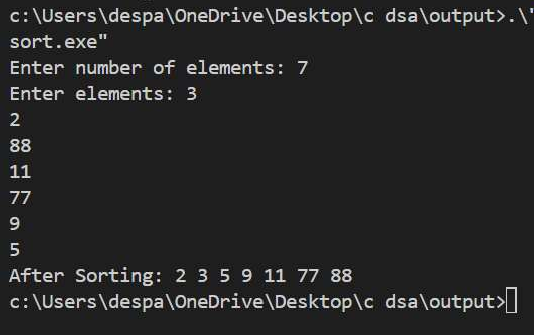 c:\Users\despa\OneDrive\Desktop\c dsa\output>.\"
sort.exe"
Enter number of elements: 7
Enter elements: 3
2
88
11
77
9
5
After Sorting: 2 3 5 9 11 77 88
c:\Users\despa\OneDrive\Desktop\c dsa\output>